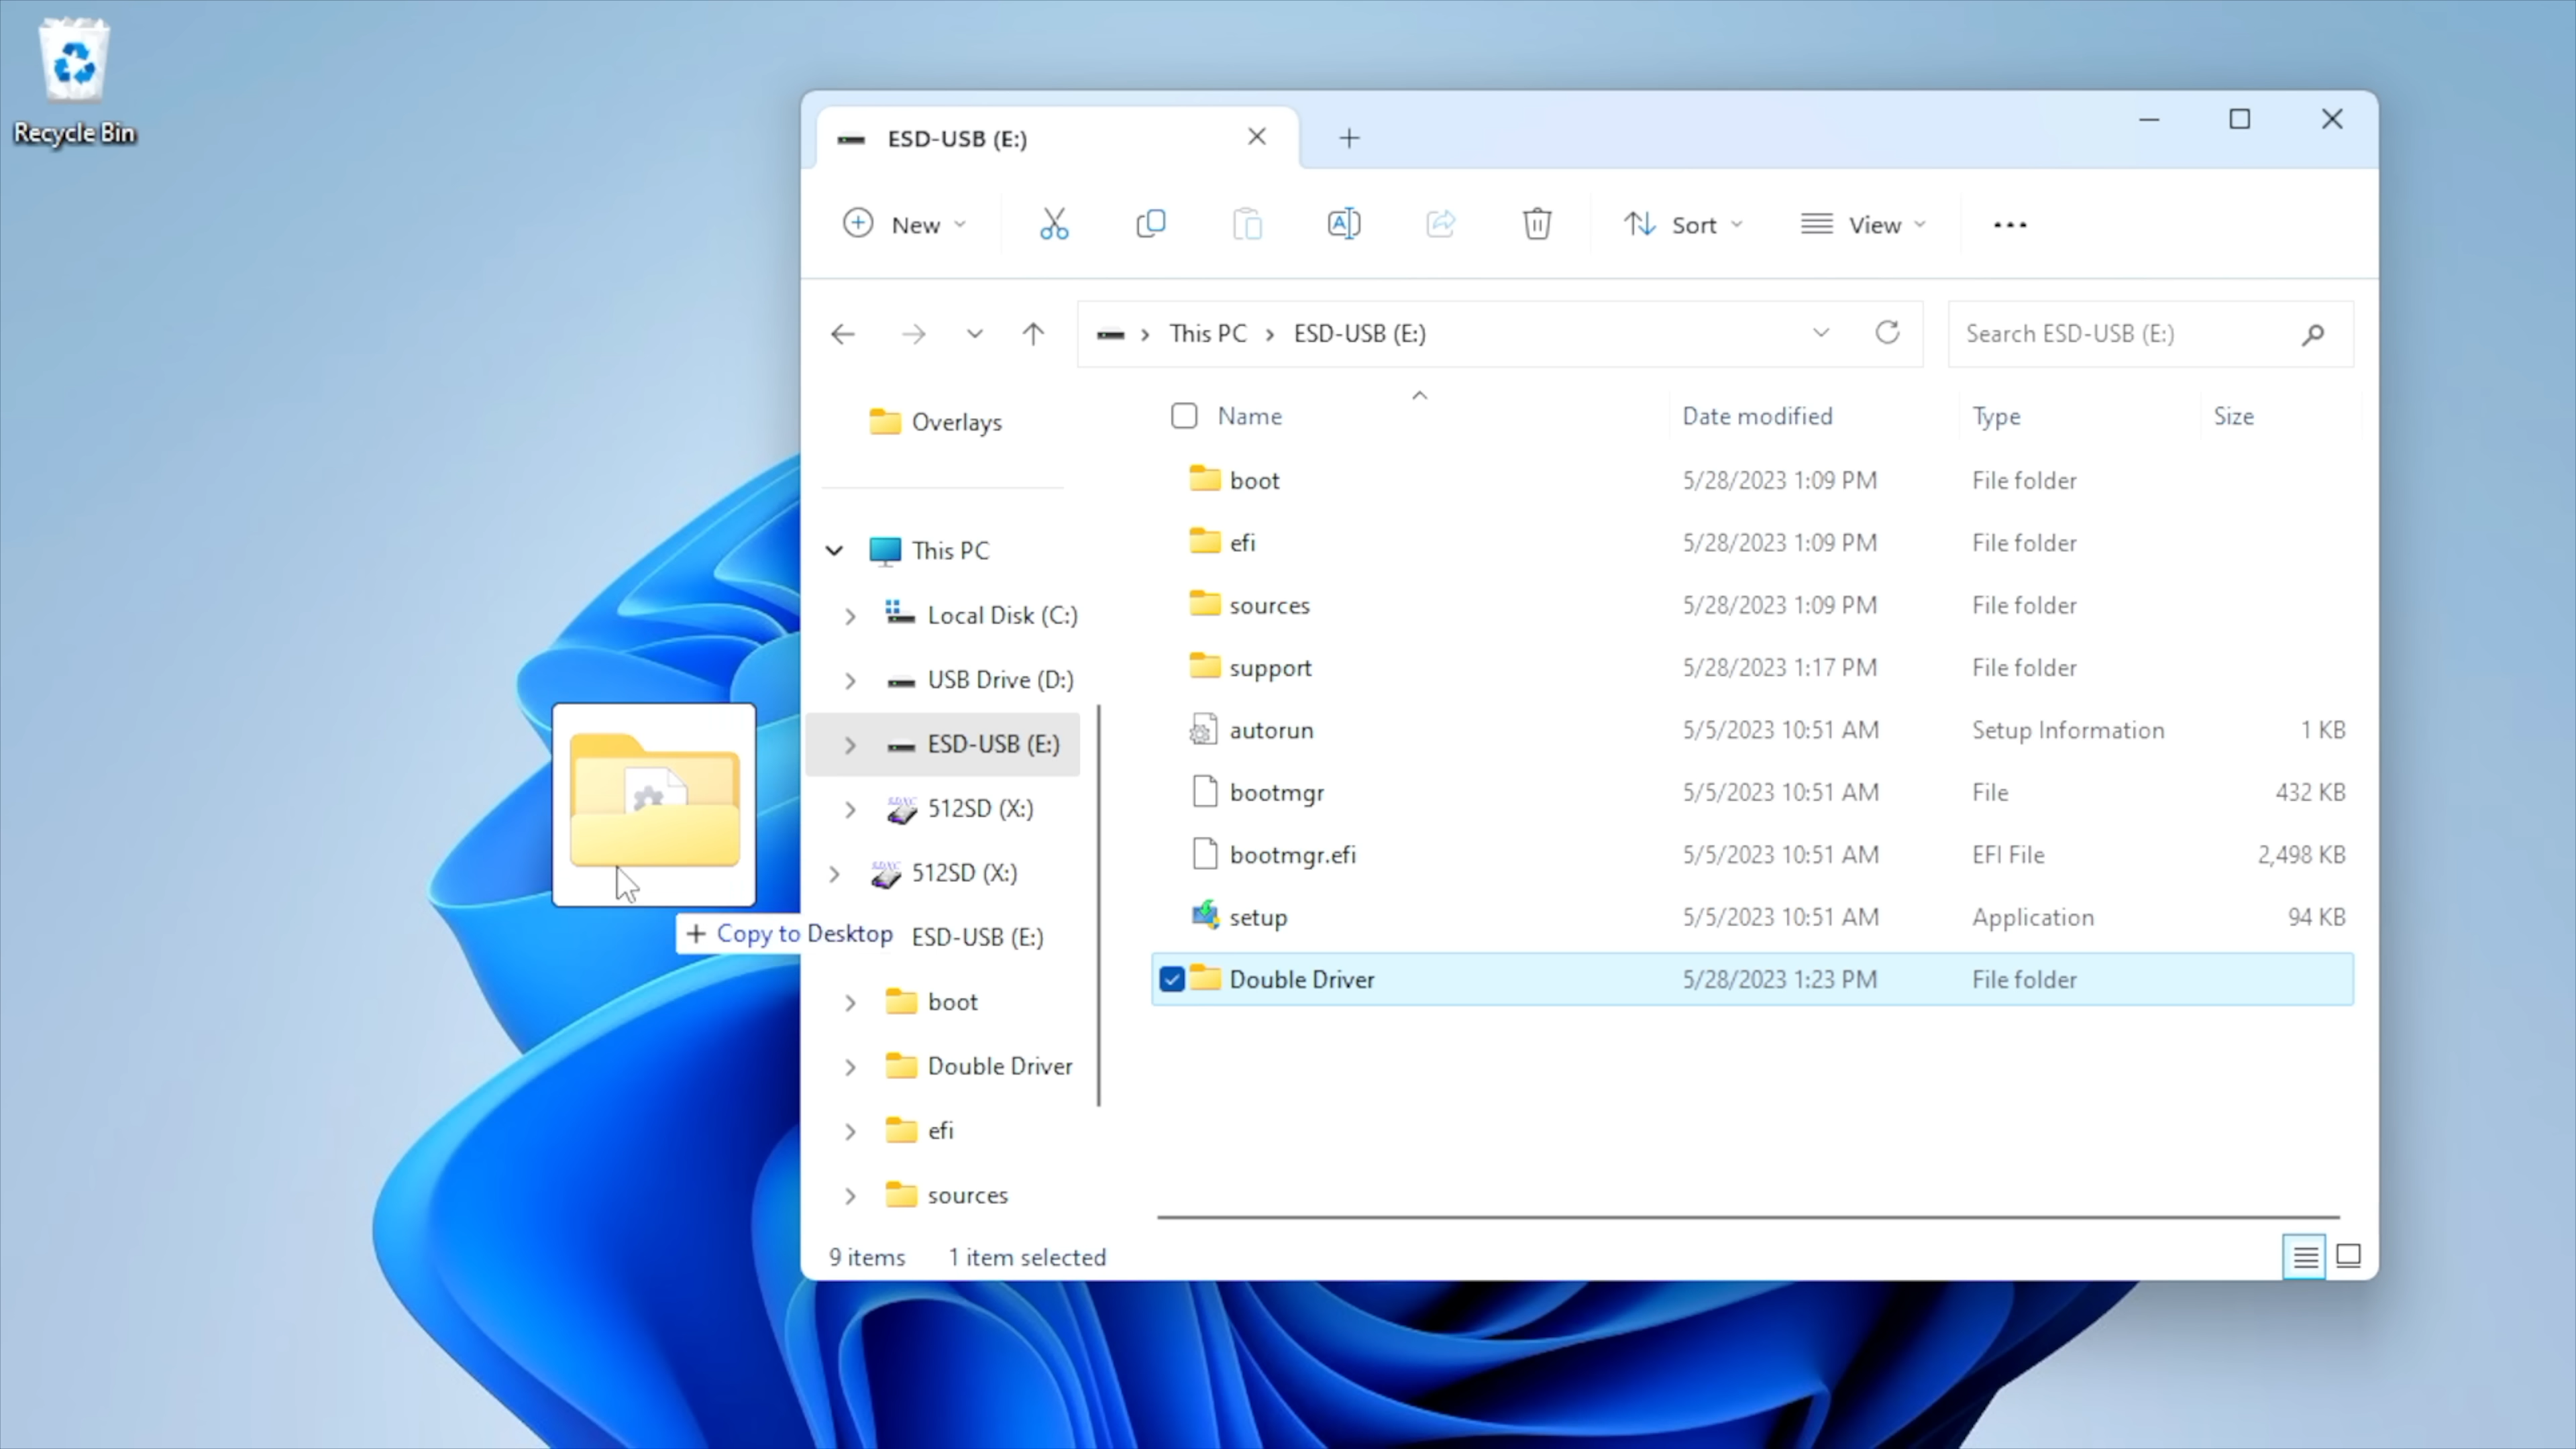 Recycle Bin
ESD-USB (E:)
New
Sort
View
This PC
ESD-USB (E:)
Search ESD-USB (E:)
Overlays
This PC
Local Disk (C:)
USB Drive (D:)
ESD-USB (E:)
512SD (X:)
512SD (X:)
ESD-USB (E:)
boot
Double Driver
efi
sources
Name Date modified Type Size
boot 5/28/2023 1:09 PM File folder
efi 5/28/2023 1:09 PM File folder
sources 5/28/2023 1:09 PM File folder
support 5/28/2023 1:17 PM File folder
autorun 5/5/2023 10:51 AM Setup Information 1 KB
bootmgr 5/5/2023 10:51 AM File 432 KB
bootmgr.efi 5/5/2023 10:51 AM EFI File 2,498 KB
setup 5/5/2023 10:51 AM Application 94 KB
Double Driver 5/28/2023 1:23 PM File folder
+ Copy to Desktop
9 items 1 item selected